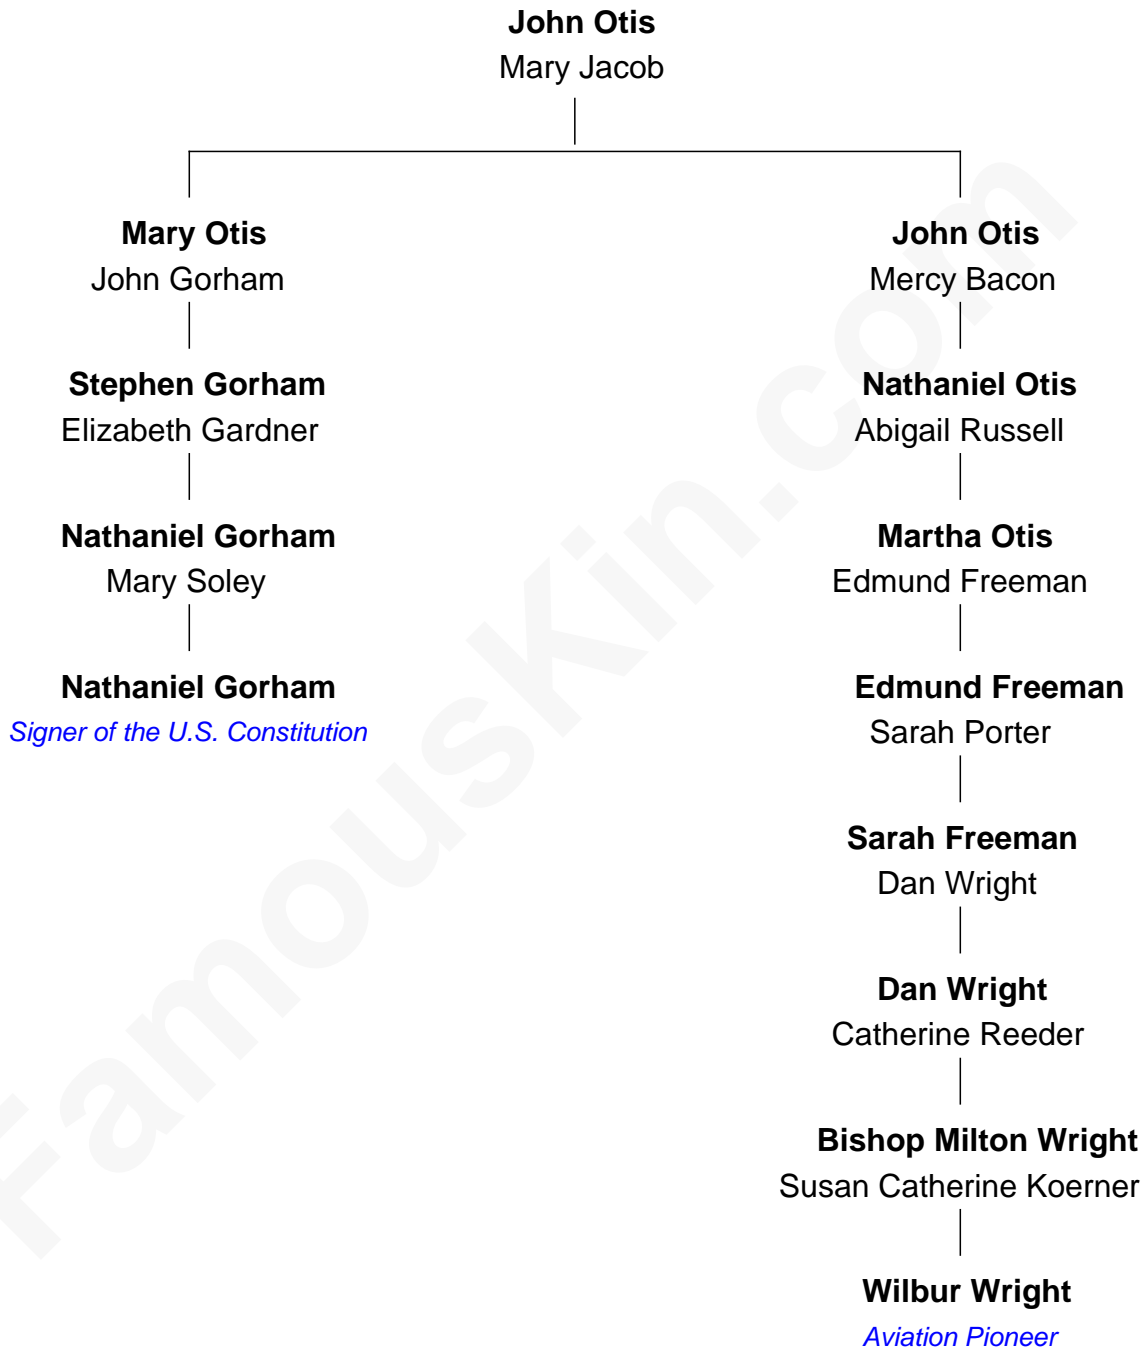 John Otis
Mary Jacob
Mary Otis
John Gorham
Stephen Gorham
Elizabeth Gardner
Nathaniel Gorham
Mary Soley
Nathaniel Gorham
Signer of the U.S. Constitution
John Otis
Mercy Bacon
Nathaniel Otis
Abigail Russell
Martha Otis
Edmund Freeman
Edmund Freeman
Sarah Porter
Sarah Freeman
Dan Wright
Dan Wright
Catherine Reeder
Bishop Milton Wright
Susan Catherine Koerner
Wilbur Wright
Aviation Pioneer
FamousKin.com